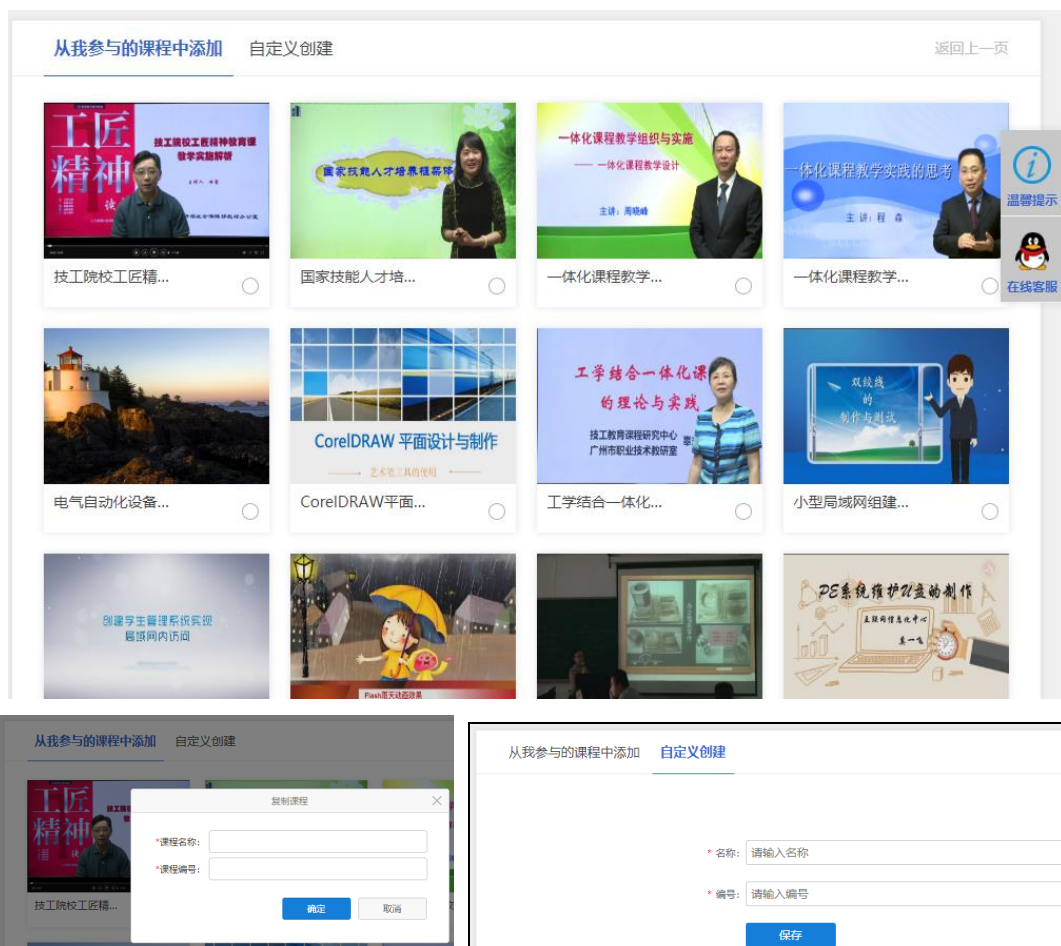 从我参与的课程中添加 自定义创建 返回上一页
工匠
精神
技工院校工匠精神教育课
教学实施解析
国家技能人才培养框架体
一体化课程教学组织与实施
—— 一体化课程教学设计
主讲：周晓峰
一体化课程教学实践的思考
主讲：程 森
温馨提示
在线客服
技工院校工匠精...
国家技能人才培...
一体化课程教学...
一体化课程教学...
CorelDRAW 平面设计与制作
艺术笔工具的使用
工学结合一体化课
的理论与实践
技工教育课程研究中心
广州市职业技术教研室
双绞线
的
制作与测试
电气自动化设备...
CorelDRAW平面...
工学结合一体化...
小型局域网组建...
创建学生管理系统实现
局域网内访问
Flash雨天动画效果
PE系统维护U盘的制作
互联网信息化中心
从我参与的课程中添加 自定义创建
工匠
精神
复制课程
*课程名称:
*课程编号:
确定 取消
技工院校工匠精...
从我参与的课程中添加 自定义创建
* 名称: 请输入名称
* 编号: 请输入编号
保存